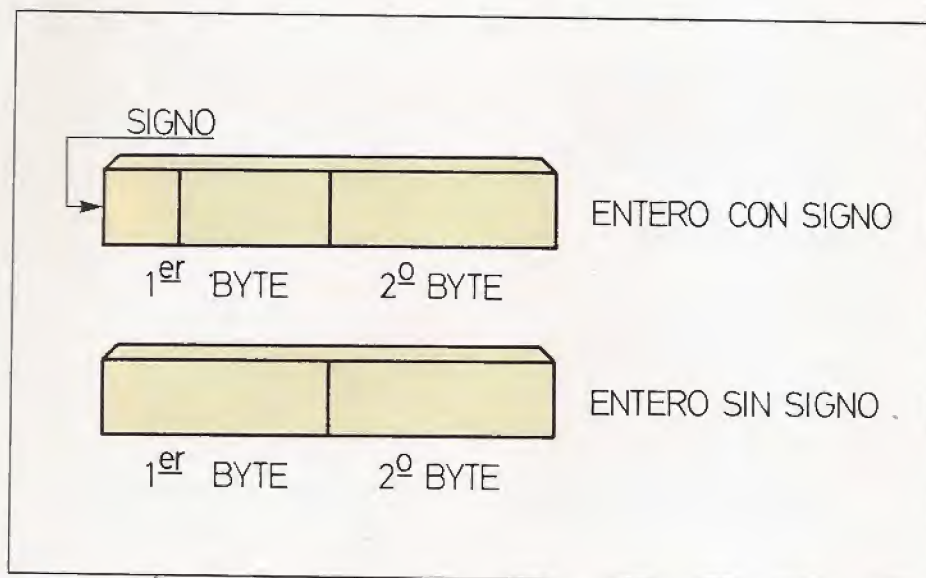 SIGNO
ENTERO CON SIGNO
1er BYTE 2º BYTE
ENTERO SIN SIGNO
1er BYTE 2º BYTE